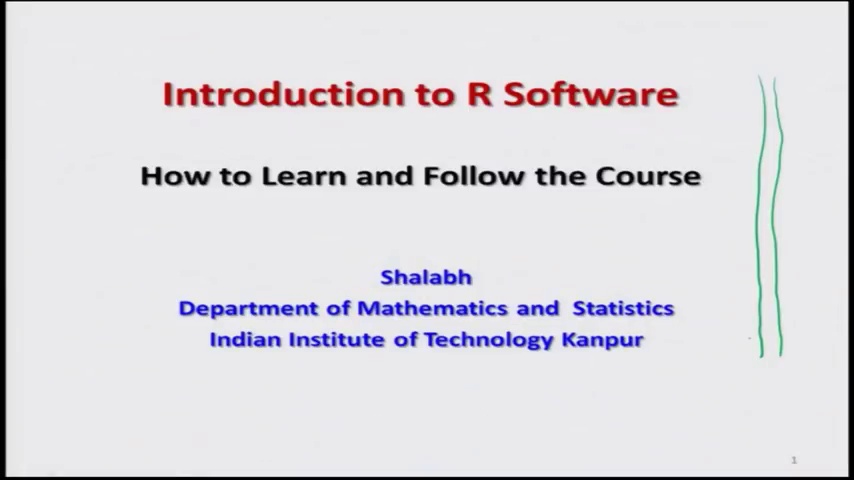 Introduction to R Software
How to Learn and Follow the Course
Shalabh
Department of Mathematics and Statistics
Indian Institute of Technology Kanpur
1